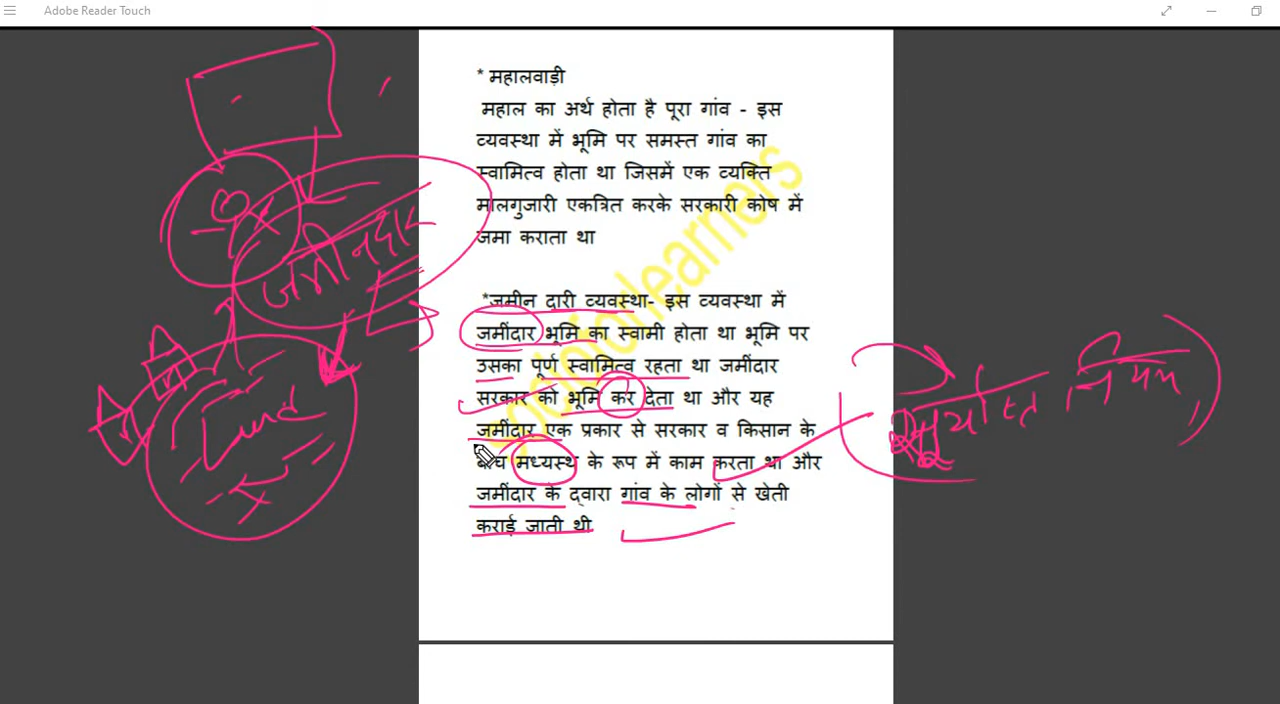 Adobe Reader Touch
* महालवाड़ी
महाल का अर्थ होता है पूरा गांव - इस
व्यवस्था में भूमि पर समस्त गांव का
स्वामित्व होता था जिसमें एक व्यक्ति
मालगुजारी एकत्रित करके सरकारी कोष में
जमा कराता था
*जमीन दारी व्यवस्था- इस व्यवस्था में
जमींदार भूमि का स्वामी होता था भूमि पर
उसका पूर्ण स्वामित्व रहता था जमींदार
सरकार को भूमि कर देता था और यह
जमींदार एक प्रकार से सरकार व किसान के
बीच मध्यस्थ के रूप में काम करता था और
जमींदार के द्वारा गांव के लोगों से खेती
कराई जाती थी
जमीनदार
Land
सूर्यास्त नियम